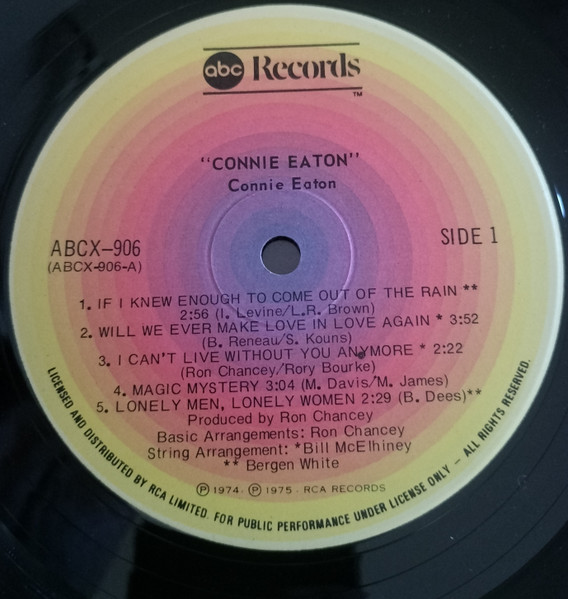 abc Records
TM
"CONNIE EATON"
Connie Eaton
ABCX-906
(ABCX-906-A)
SIDE 1
1. IF I KNEW ENOUGH TO COME OUT OF THE RAIN **
2:56 (I. Levine/L.R. Brown)
2. WILL WE EVER MAKE LOVE IN LOVE AGAIN * 3:52
(B. Reneau/S. Kouns)
3. I CAN'T LIVE WITHOUT YOU ANYMORE * 2:22
(Ron Chancey/Rory Bourke)
4. MAGIC MYSTERY 3:04 (M. Davis/M. James)
5. LONELY MEN, LONELY WOMEN 2:29 (B. Dees)**
Produced by Ron Chancey
Basic Arrangements: Ron Chancey
String Arrangement: *Bill McElhiney
** Bergen White
Ⓟ 1974, Ⓟ 1975 - RCA RECORDS
LICENSED AND DISTRIBUTED BY RCA LIMITED. FOR PUBLIC PERFORMANCE UNDER LICENSE ONLY – ALL RIGHTS RESERVED.